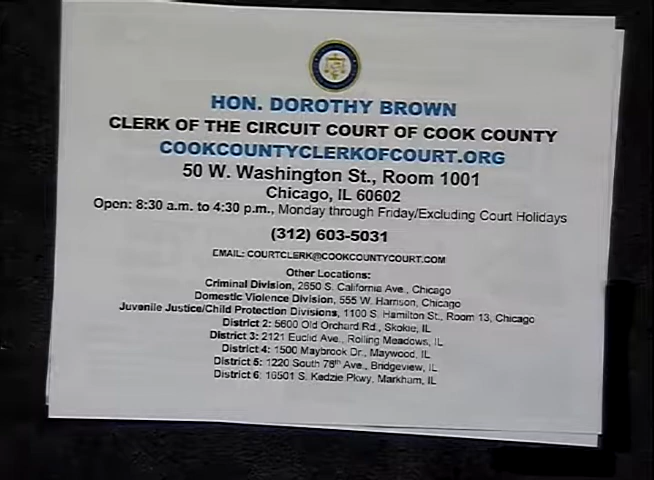 HON. DOROTHY BROWN
CLERK OF THE CIRCUIT COURT OF COOK COUNTY
COOKCOUNTYCLERKOFCOURT.ORG
50 W. Washington St., Room 1001
Chicago, IL 60602
Open: 8:30 a.m. to 4:30 p.m., Monday through Friday/Excluding Court Holidays
(312) 603-5031
EMAIL: COURTCLERK@COOKCOUNTYCOURT.COM
Other Locations:
Criminal Division, 2650 S. California Ave., Chicago
Domestic Violence Division, 555 W. Harrison, Chicago
Juvenile Justice/Child Protection Divisions, 1100 S. Hamilton St., Room 13, Chicago
District 2: 5600 Old Orchard Rd., Skokie, IL
District 3: 2121 Euclid Ave., Rolling Meadows, IL
District 4: 1500 Maybrook Dr., Maywood, IL
District 5: 1220 South 76th Ave., Bridgeview, IL
District 6: 16501 S. Kedzie Pkwy, Markham, IL